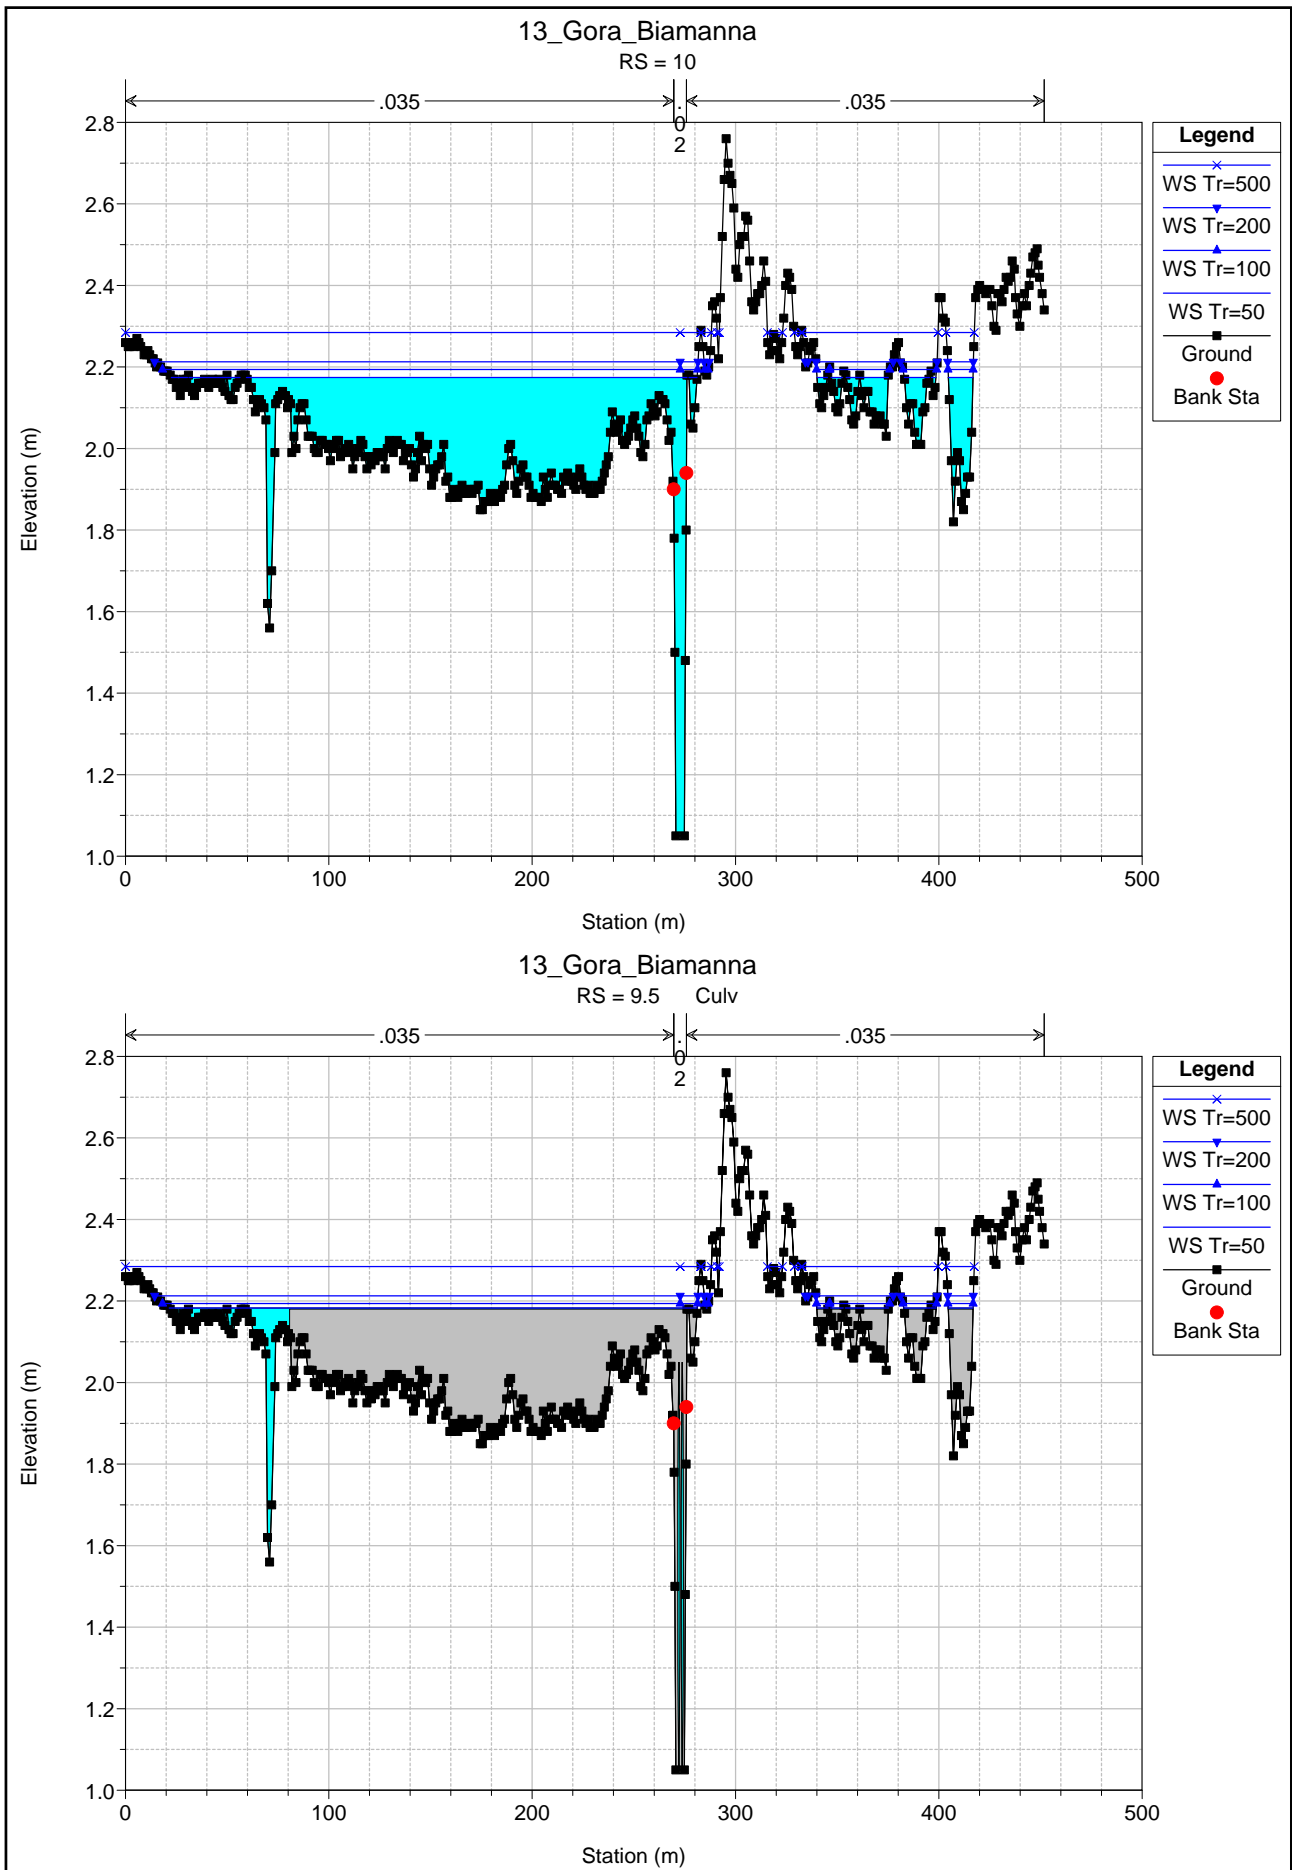 13_Gora_Biamanna
RS = 10
.035
.02
.035
2.8
2.6
2.4
2.2
2.0
1.8
1.6
1.4
1.2
1.0
Elevation (m)
0 100 200 300 400 500
Station (m)
Legend
WS Tr=500
WS Tr=200
WS Tr=100
WS Tr=50
Ground
Bank Sta
13_Gora_Biamanna
RS = 9.5 Culv
.035
.02
.035
2.8
2.6
2.4
2.2
2.0
1.8
1.6
1.4
1.2
1.0
Elevation (m)
0 100 200 300 400 500
Station (m)
Legend
WS Tr=500
WS Tr=200
WS Tr=100
WS Tr=50
Ground
Bank Sta